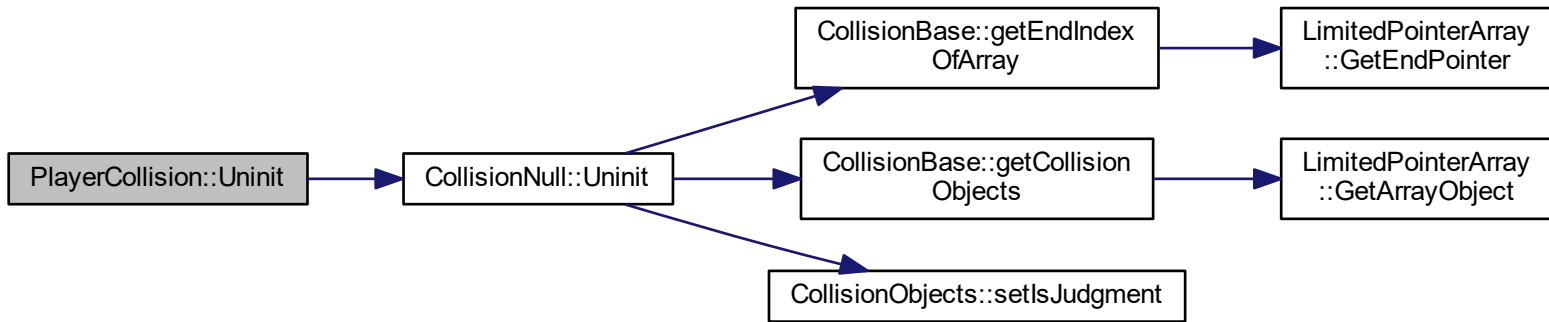 PlayerCollision::Uninit
CollisionNull::Uninit
CollisionBase::getEndIndex
OfArray
LimitedPointerArray
::GetEndPointer
CollisionBase::getCollision
Objects
LimitedPointerArray
::GetArrayObject
CollisionObjects::setIsJudgment